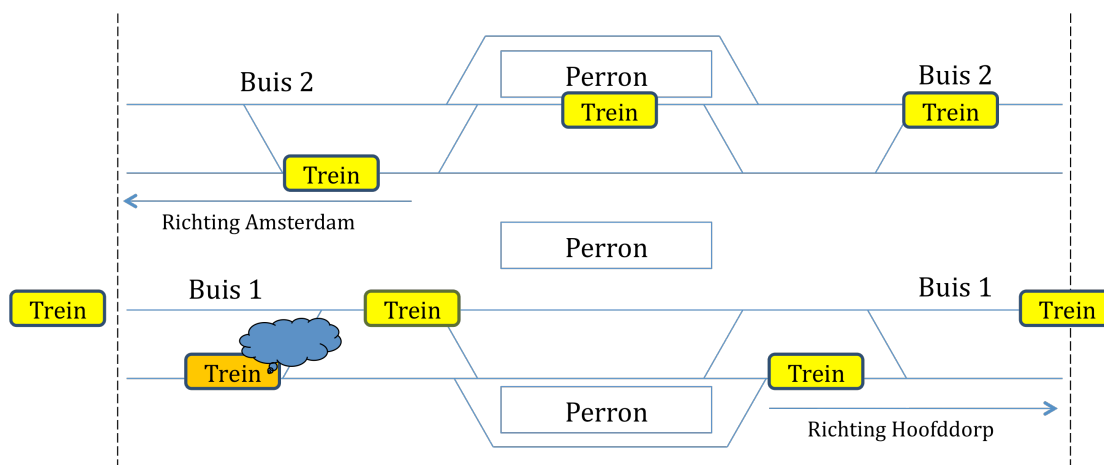 Buis 2
Perron
Buis 2
Trein
Trein
Trein
Richting Amsterdam
Perron
Buis 1
Buis 1
Trein
Trein
Trein
Trein
Trein
Perron
Richting Hoofddorp